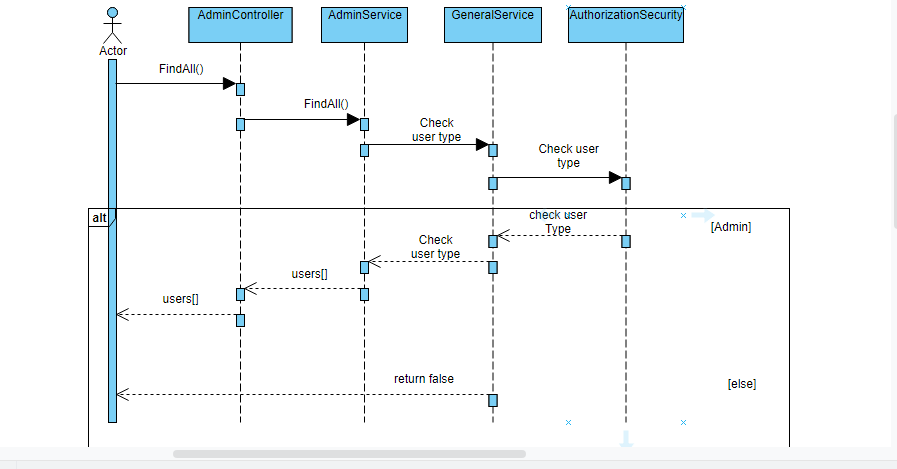 AdminController
AdminService
GeneralService
AuthorizationSecurity
Actor
FindAll()
FindAll()
Check
user type
Check user
type
alt
check user
Type
[Admin]
Check
user type
users[]
users[]
return false
[else]